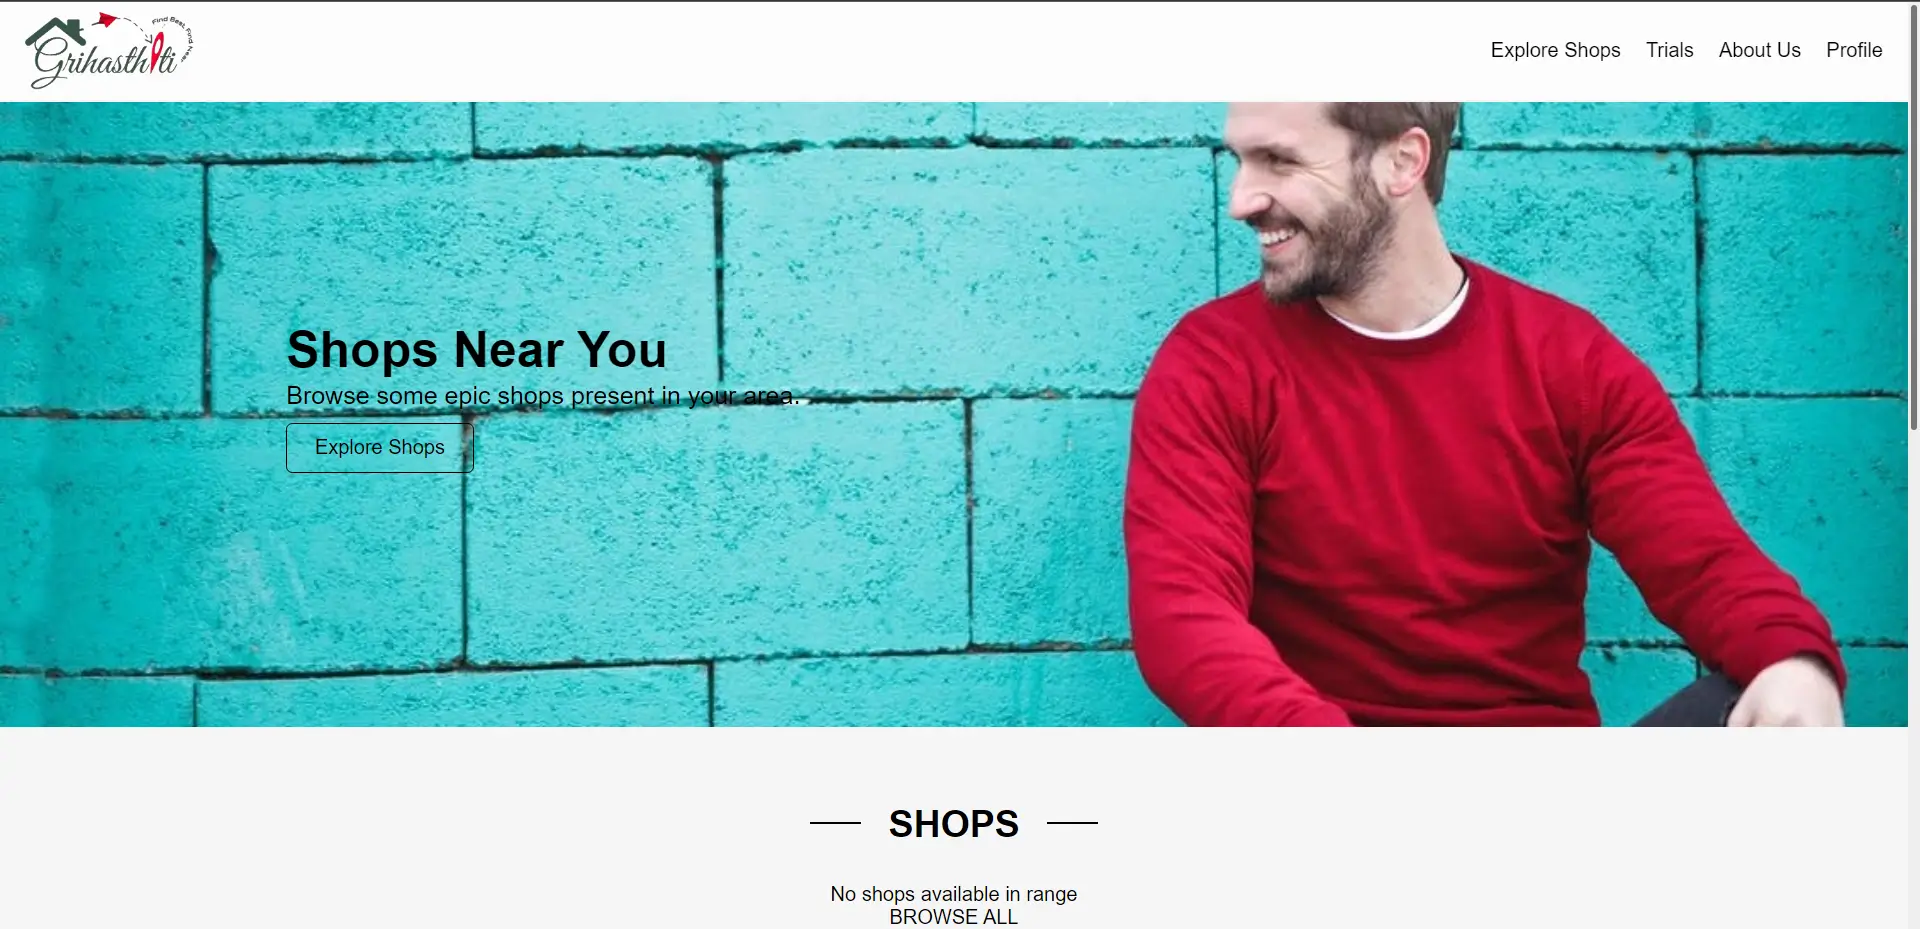 Grihasthiti
Find Best, Find Near
Explore Shops
Trials
About Us
Profile
Shops Near You
Browse some epic shops present in your area.
Explore Shops
SHOPS
No shops available in range
BROWSE ALL